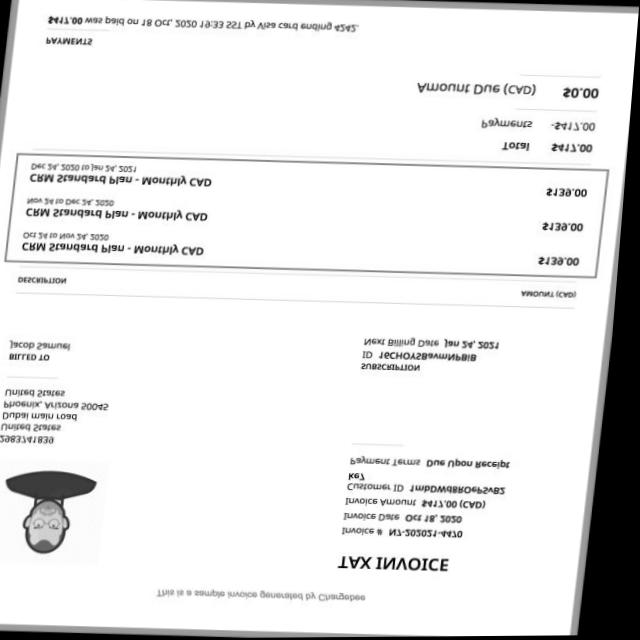 This is a sample invoice generated by Chargebee
TAX INVOICE
Invoice # N7-202021-4470
Invoice Date Oct 18, 2020
Invoice Amount $417.00 (CAD)
Customer ID 1mbDWd8ROePSvB2
ke7
Payment Terms Due Upon Receipt
2983741839
United States
Dubai main road
Phoenix, Arizona 50045
United States
BILLED TO
Jacob Samuel
SUBSCRIPTION
ID 16CHOYSBavmNPBiB
Next Billing Date Jan 24, 2021
DESCRIPTION AMOUNT (CAD)
CRM Standard Plan - Monthly CAD $139.00
Oct 24 to Nov 24, 2020
CRM Standard Plan - Monthly CAD $139.00
Nov 24 to Dec 24, 2020
CRM Standard Plan - Monthly CAD $139.00
Dec 24, 2020 to Jan 24, 2021
Total $417.00
Payments -$417.00
Amount Due (CAD) $0.00
PAYMENTS
$417.00 was paid on 18 Oct, 2020 19:33 SST by Visa card ending 4242.